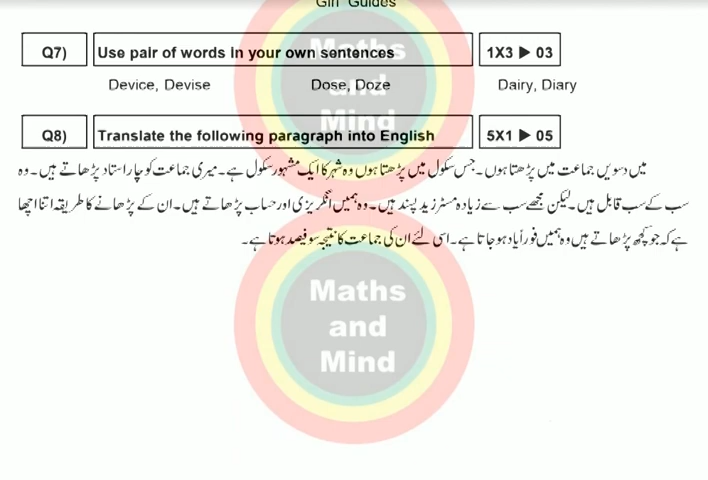 Girl Guides
Q7) Use pair of words in your own sentences 1X3 ▶ 03
Device, Devise Dose, Doze Dairy, Diary
Q8) Translate the following paragraph into English 5X1 ▶ 05
میں دسویں جماعت میں پڑھتا ہوں۔ جس سکول میں پڑھتا ہوں وہ شہر کا ایک مشہور سکول ہے۔ میری جماعت کو چار استاد پڑھاتے ہیں۔ وہ
سب کے سب قابل ہیں۔ لیکن مجھے سب سے زیادہ مسٹر زید پسند ہیں۔ وہ ہمیں انگریزی اور حساب پڑھاتے ہیں۔ ان کے پڑھانے کا طریقہ اتنا اچھا
ہے کہ جو کچھ پڑھاتے ہیں وہ ہمیں فوراً یاد ہو جاتا ہے۔ اسی لئے ان کی جماعت کا نتیجہ سو فیصد ہوتا ہے۔
Maths
and
Mind
Maths
and
Mind